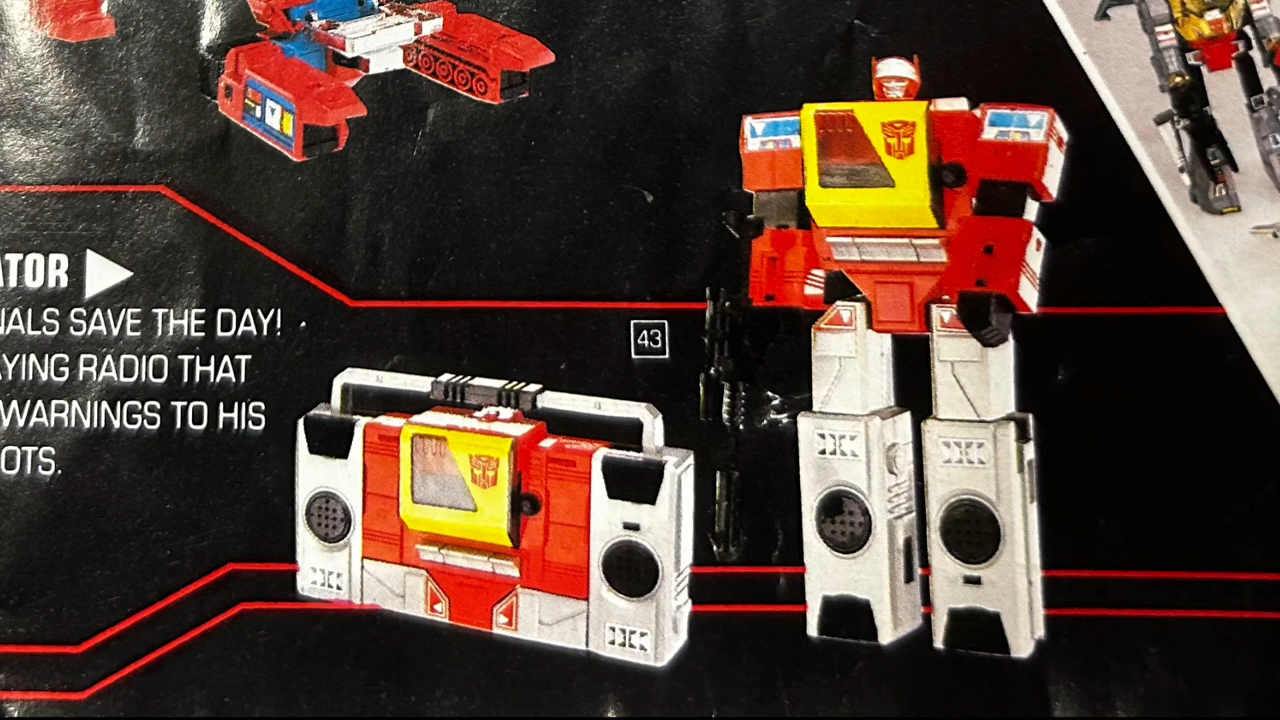 ATOR
NALS SAVE THE DAY!
AYING RADIO THAT
WARNINGS TO HIS
OTS.
43